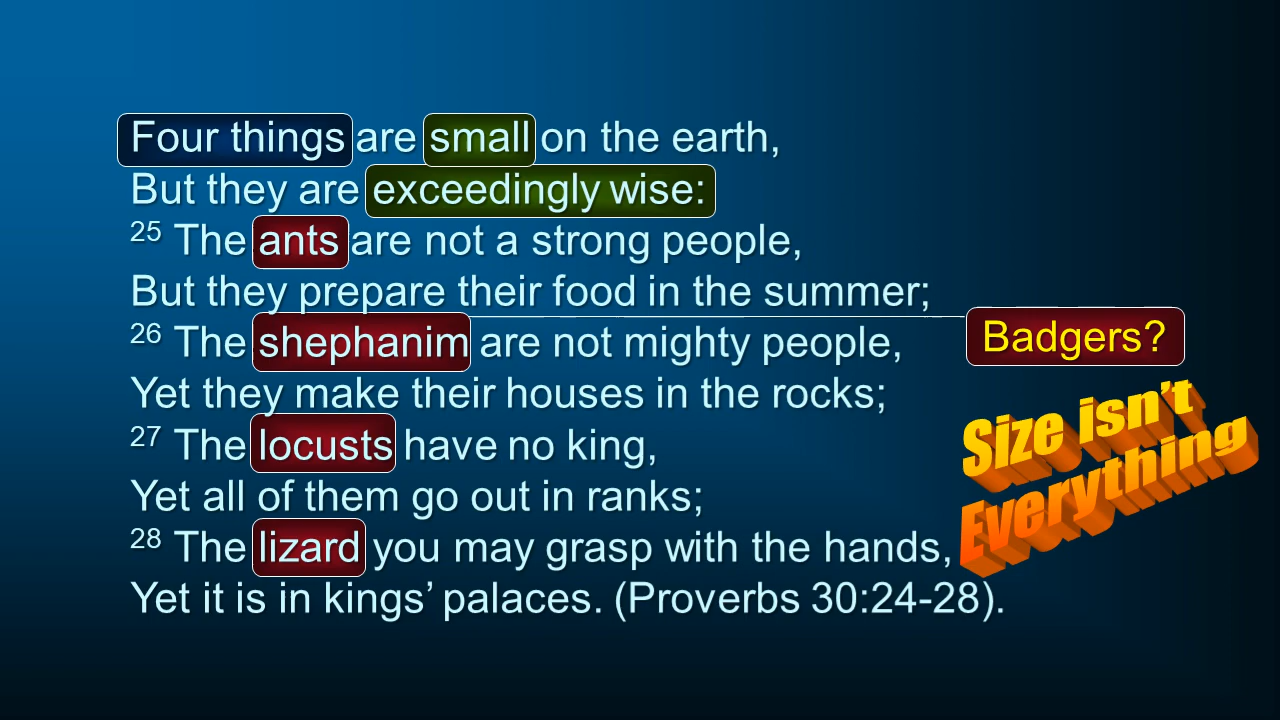 Four things are small on the earth,
But they are exceedingly wise:
25 The ants are not a strong people,
But they prepare their food in the summer;
26 The shephanim are not mighty people,
Badgers?
Yet they make their houses in the rocks;
27 The locusts have no king,
Yet all of them go out in ranks;
28 The lizard you may grasp with the hands,
Yet it is in kings’ palaces. (Proverbs 30:24-28).
Size isn’t
Everything